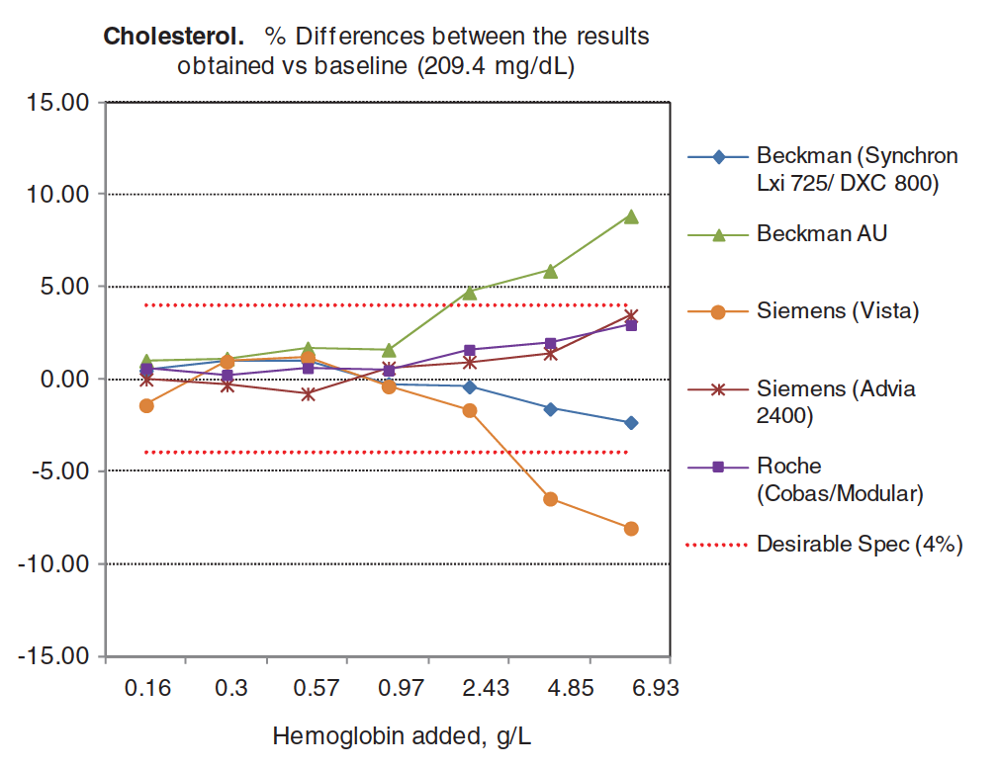 Cholesterol. % Differences between the results
obtained vs baseline (209.4 mg/dL)
15.00
10.00
5.00
0.00
-5.00
-10.00
-15.00
0.16 0.3 0.57 0.97 2.43 4.85 6.93
Hemoglobin added, g/L
Beckman (Synchron
Lxi 725/ DXC 800)
Beckman AU
Siemens (Vista)
Siemens (Advia
2400)
Roche
(Cobas/Modular)
Desirable Spec (4%)